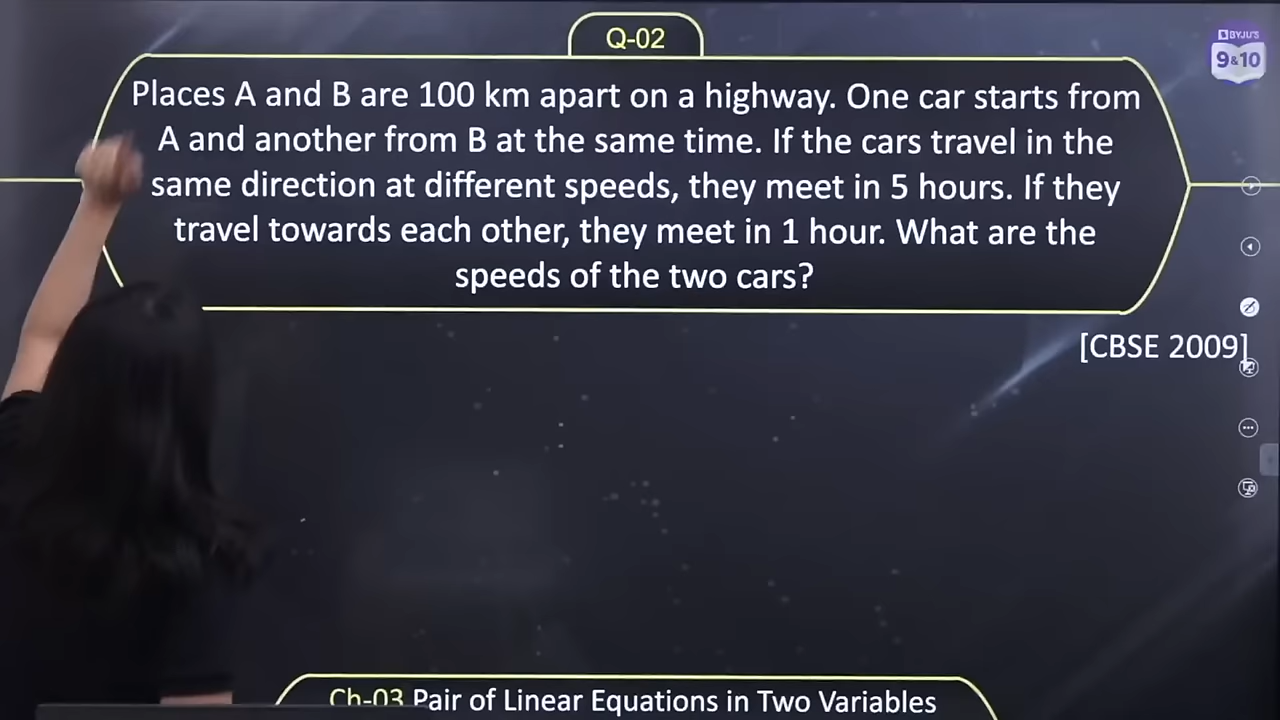 Q-02
BYJU'S
9&10
Places A and B are 100 km apart on a highway. One car starts from
A and another from B at the same time. If the cars travel in the
same direction at different speeds, they meet in 5 hours. If they
travel towards each other, they meet in 1 hour. What are the
speeds of the two cars?
[CBSE 2009]
Ch-03 Pair of Linear Equations in Two Variables